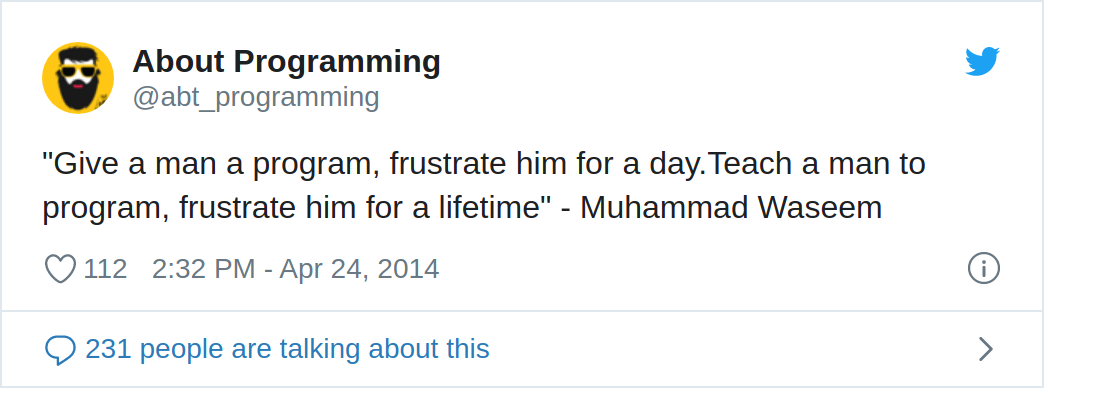 About Programming
@abt_programming
"Give a man a program, frustrate him for a day.Teach a man to
program, frustrate him for a lifetime" - Muhammad Waseem
112 2:32 PM - Apr 24, 2014
231 people are talking about this